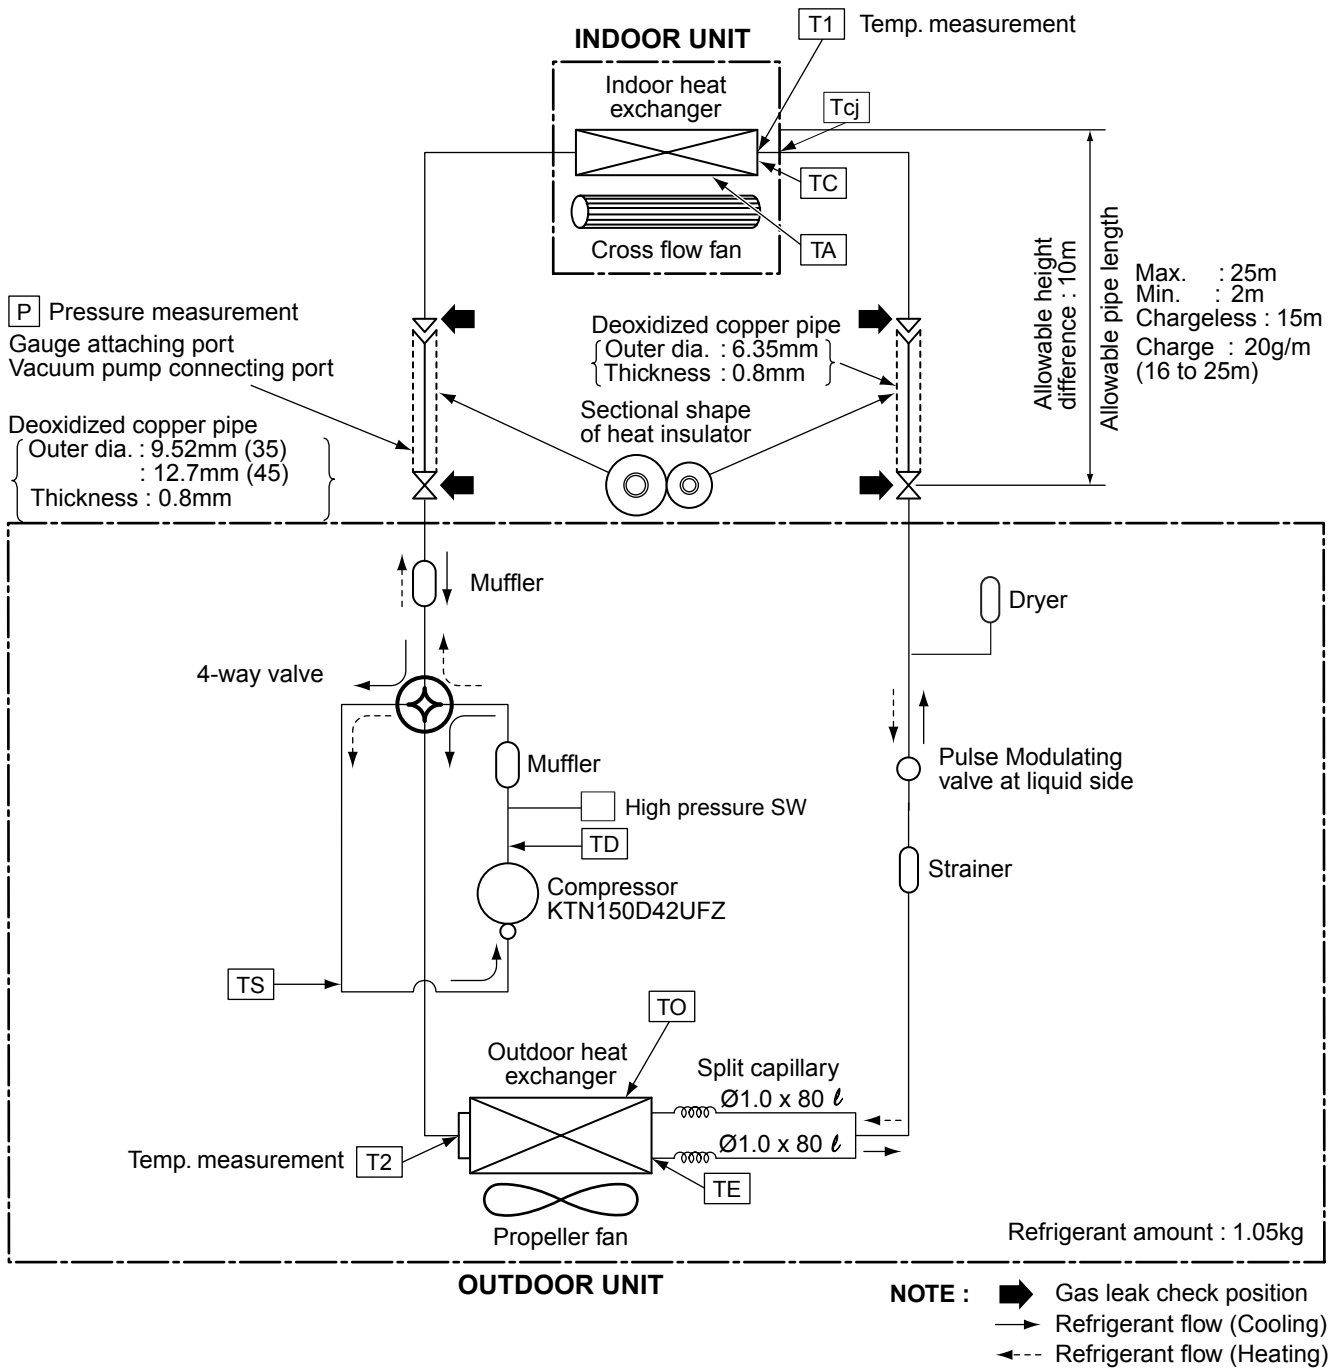 T1 Temp. measurement
INDOOR UNIT
Indoor heat
exchanger
Tcj
TC
Cross flow fan
TA
Allowable height
difference : 10m
Allowable pipe length
Max. : 25m
Min. : 2m
Chargeless : 15m
Charge : 20g/m
(16 to 25m)
P Pressure measurement
Gauge attaching port
Vacuum pump connecting port
Deoxidized copper pipe
Outer dia. : 6.35mm
Thickness : 0.8mm
Sectional shape
of heat insulator
Deoxidized copper pipe
Outer dia. : 9.52mm (35)
: 12.7mm (45)
Thickness : 0.8mm
Muffler
Dryer
4-way valve
Muffler
Pulse Modulating
valve at liquid side
High pressure SW
TD
Strainer
Compressor
KTN150D42UFZ
TS
TO
Outdoor heat
exchanger
Split capillary
Ø1.0 x 80 ℓ
Ø1.0 x 80 ℓ
Temp. measurement T2
TE
Propeller fan
Refrigerant amount : 1.05kg
OUTDOOR UNIT
NOTE : Gas leak check position
Refrigerant flow (Cooling)
Refrigerant flow (Heating)